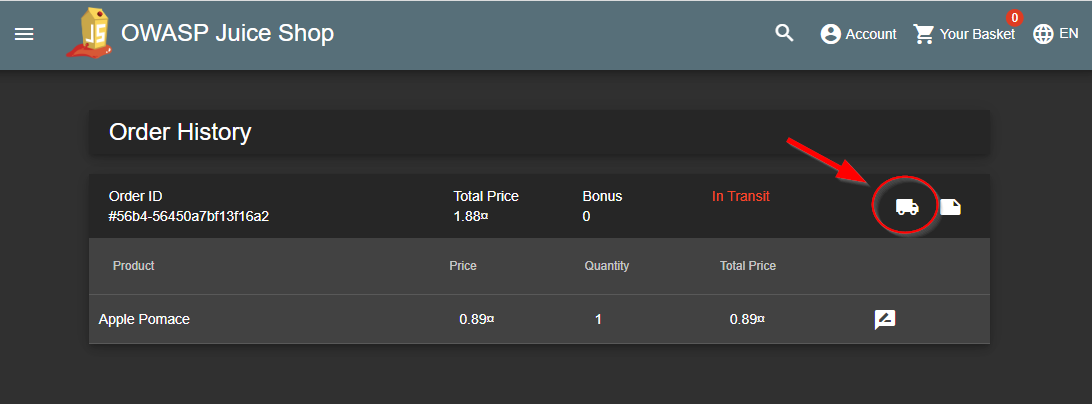 OWASP Juice Shop
Account
0
Your Basket
EN
Order History
Order ID Total Price Bonus In Transit
#56b4-56450a7bf13f16a2 1.88¤ 0
Product Price Quantity Total Price
Apple Pomace 0.89¤ 1 0.89¤